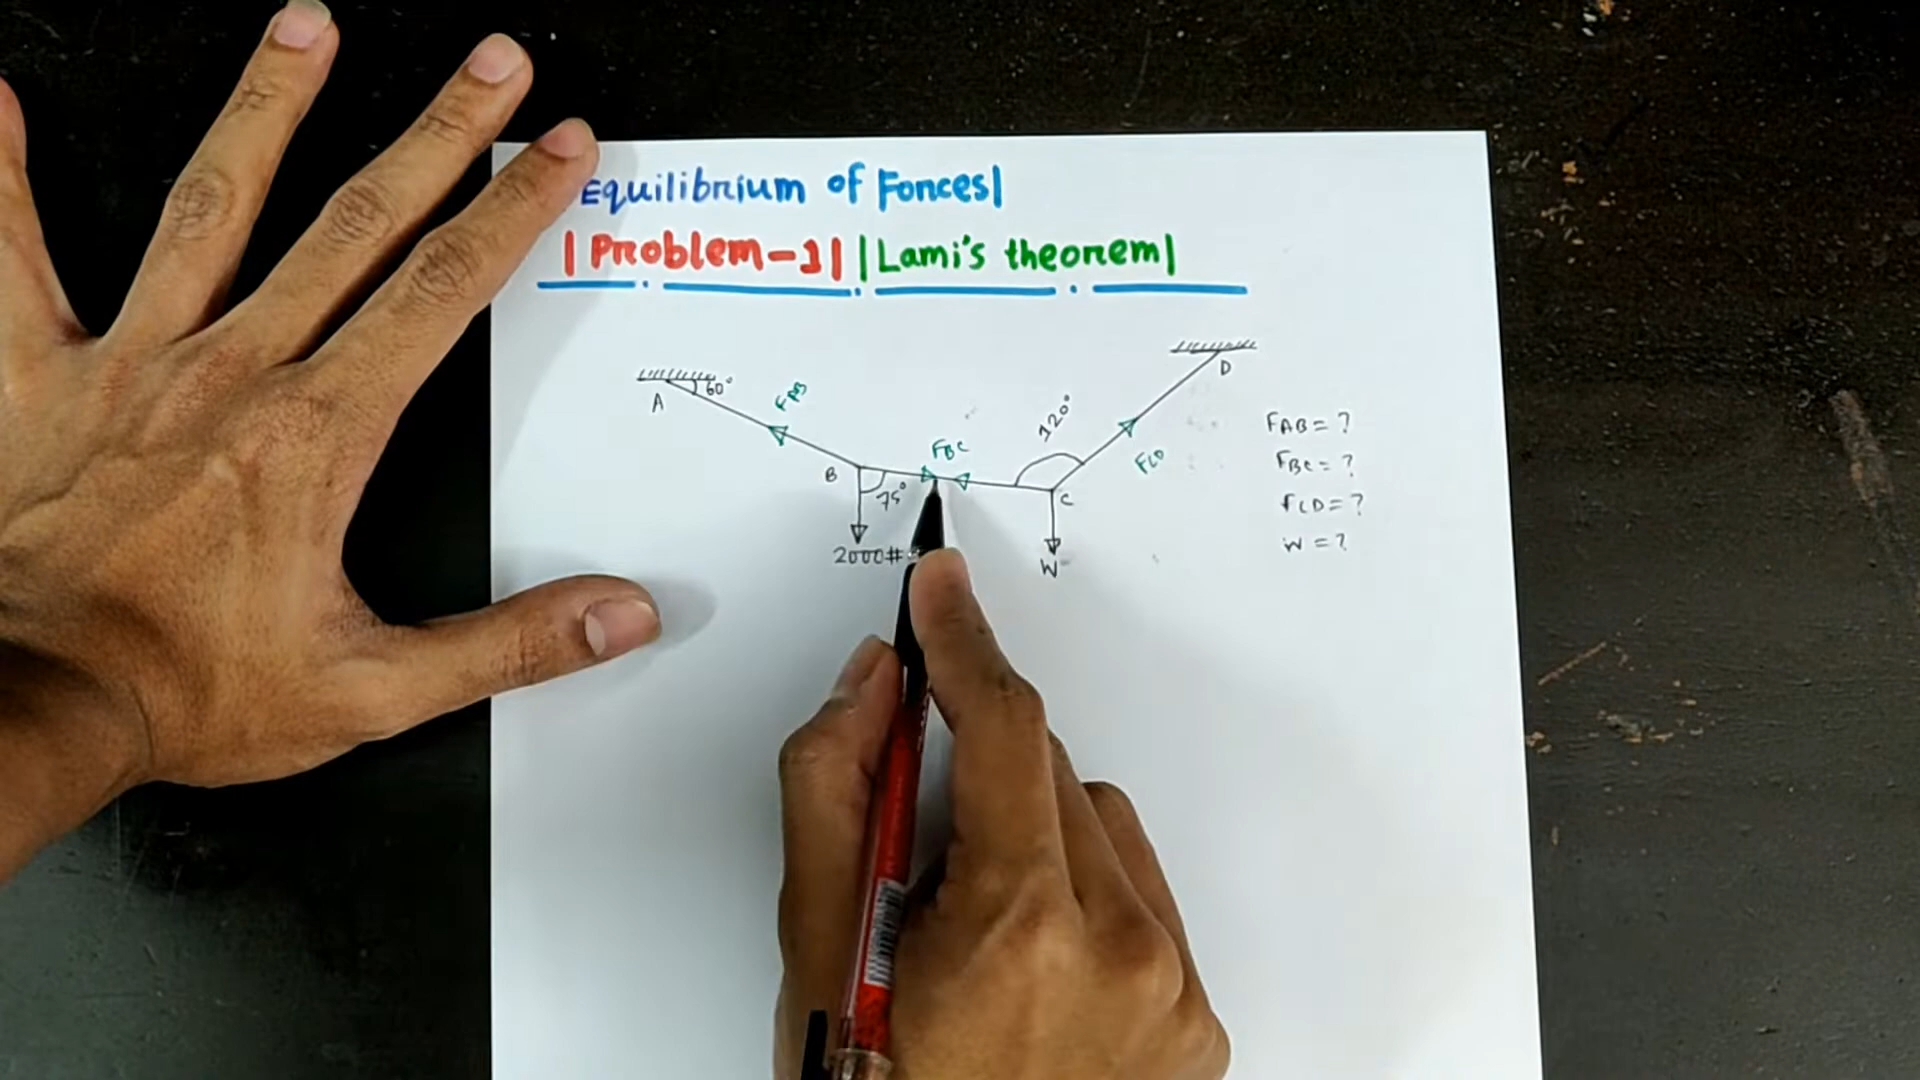 Equilibrium of Forces|
|Problem-1| |Lami's theorem|
D
A
60°
FAB
120°
FBC
FCD
B
75°
C
2000#
W
FAB = ?
FBC = ?
FCD = ?
W = ?